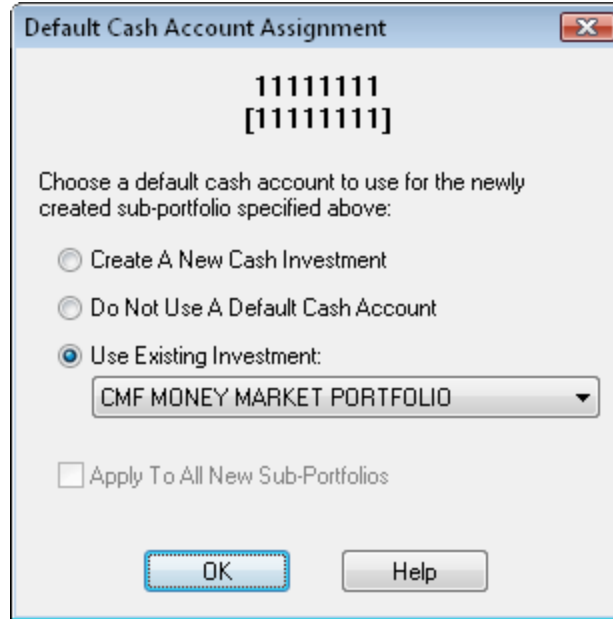 Default Cash Account Assignment
11111111
[11111111]
Choose a default cash account to use for the newly
created sub-portfolio specified above:
Create A New Cash Investment
Do Not Use A Default Cash Account
Use Existing Investment:
CMF MONEY MARKET PORTFOLIO
Apply To All New Sub-Portfolios
OK
Help